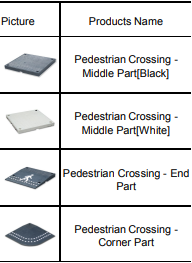 Picture Products Name
Pedestrian Crossing -
Middle Part[Black]
Pedestrian Crossing -
Middle Part[White]
Pedestrian Crossing - End
Part
Pedestrian Crossing -
Corner Part